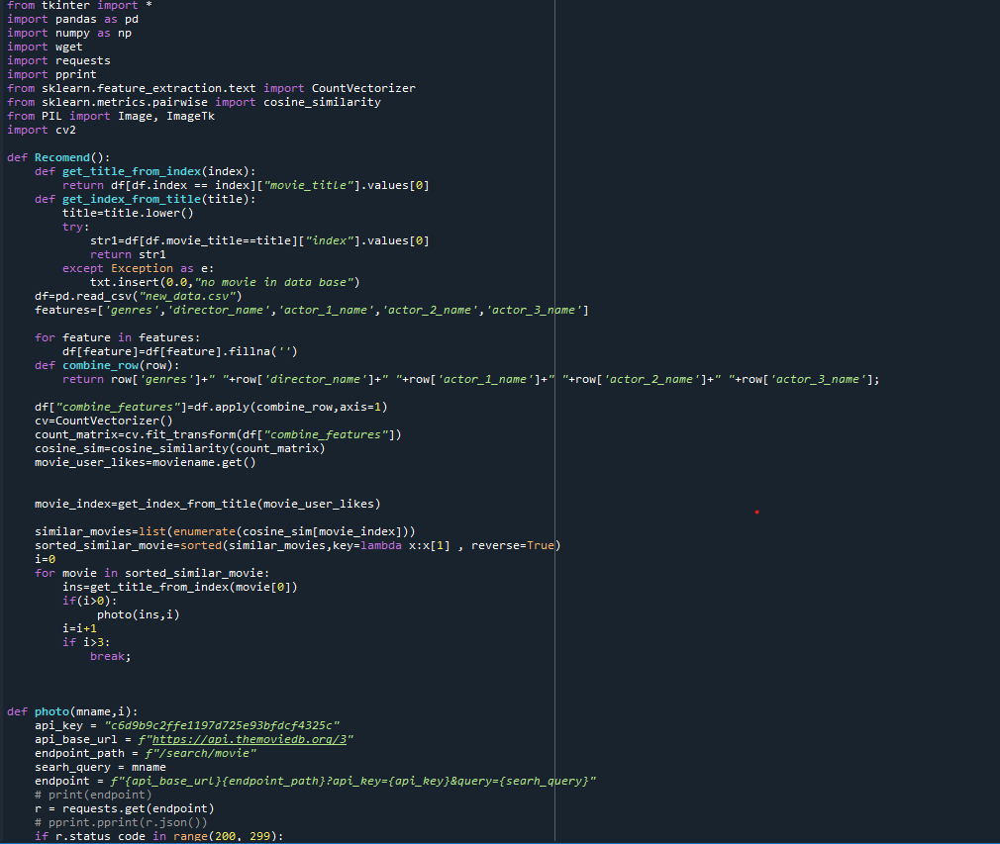 from tkinter import *
import pandas as pd
import numpy as np
import wget
import requests
import pprint
from sklearn.feature_extraction.text import CountVectorizer
from sklearn.metrics.pairwise import cosine_similarity
from PIL import Image, ImageTk
import cv2
def Recomend():
def get_title_from_index(index):
return df[df.index == index]["movie_title"].values[0]
def get_index_from_title(title):
title=title.lower()
try:
str1=df[df.movie_title==title]["index"].values[0]
return str1
except Exception as e:
txt.insert(0.0,"no movie in data base")
df=pd.read_csv("new_data.csv")
features=['genres','director_name','actor_1_name','actor_2_name','actor_3_name']
for feature in features:
df[feature]=df[feature].fillna('')
def combine_row(row):
return row['genres']+" "+row['director_name']+" "+row['actor_1_name']+" "+row['actor_2_name']+" "+row['actor_3_name'];
df["combine_features"]=df.apply(combine_row,axis=1)
cv=CountVectorizer()
count_matrix=cv.fit_transform(df["combine_features"])
cosine_sim=cosine_similarity(count_matrix)
movie_user_likes=moviename.get()
movie_index=get_index_from_title(movie_user_likes)
similar_movies=list(enumerate(cosine_sim[movie_index]))
sorted_similar_movie=sorted(similar_movies,key=lambda x:x[1] , reverse=True)
i=0
for movie in sorted_similar_movie:
ins=get_title_from_index(movie[0])
if(i>0):
photo(ins,i)
i=i+1
if i>3:
break;
def photo(mname,i):
api_key = "c6d9b9c2ffe1197d725e93bfdcf4325c"
api_base_url = f"https://api.themoviedb.org/3"
endpoint_path = f"/search/movie"
searh_query = mname
endpoint = f"{api_base_url}{endpoint_path}?api_key={api_key}&query={searh_query}"
# print(endpoint)
r = requests.get(endpoint)
# pprint.pprint(r.json())
if r.status_code in range(200, 299):